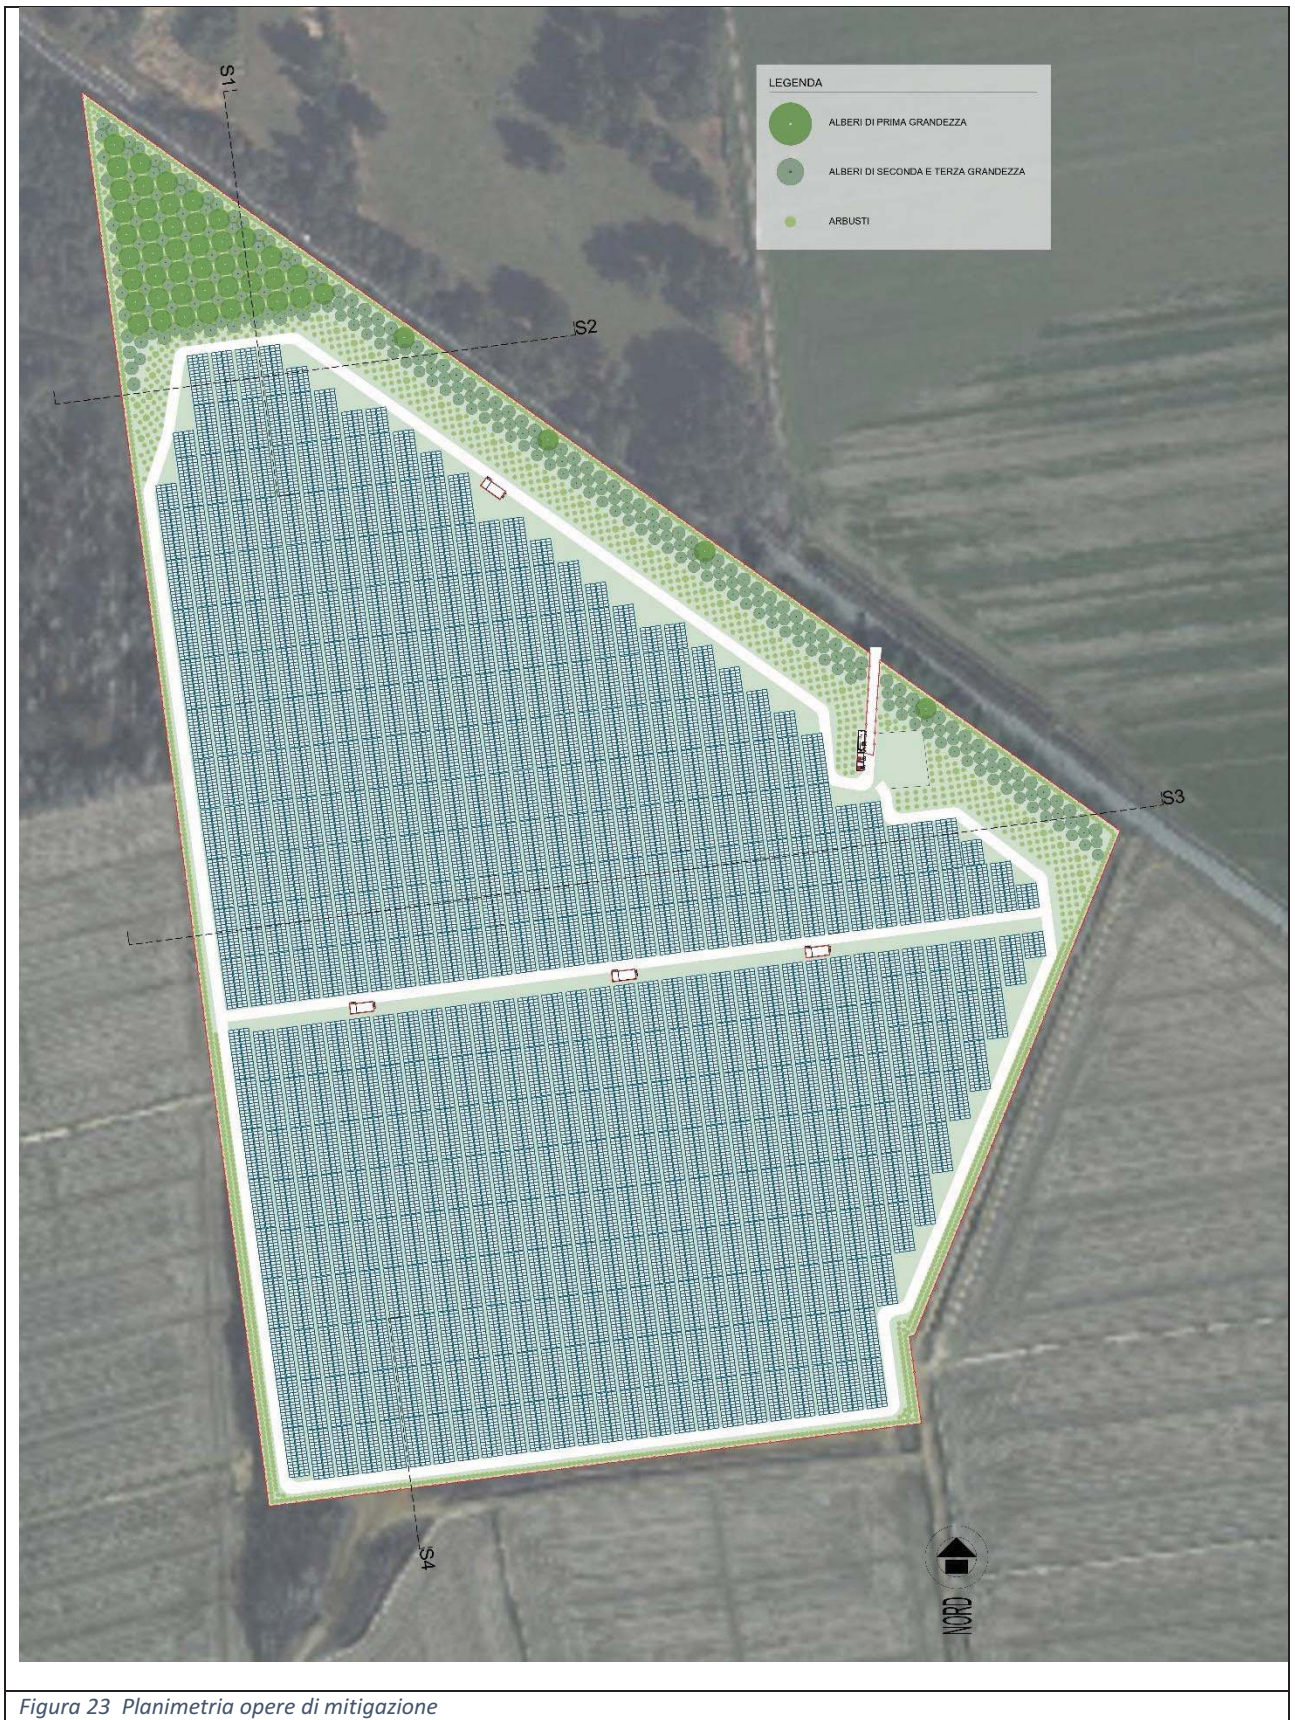 S1
LEGENDA
ALBERI DI PRIMA GRANDEZZA
ALBERI DI SECONDA E TERZA GRANDEZZA
ARBUSTI
S2
S3
S4
NORD
Figura 23 Planimetria opere di mitigazione